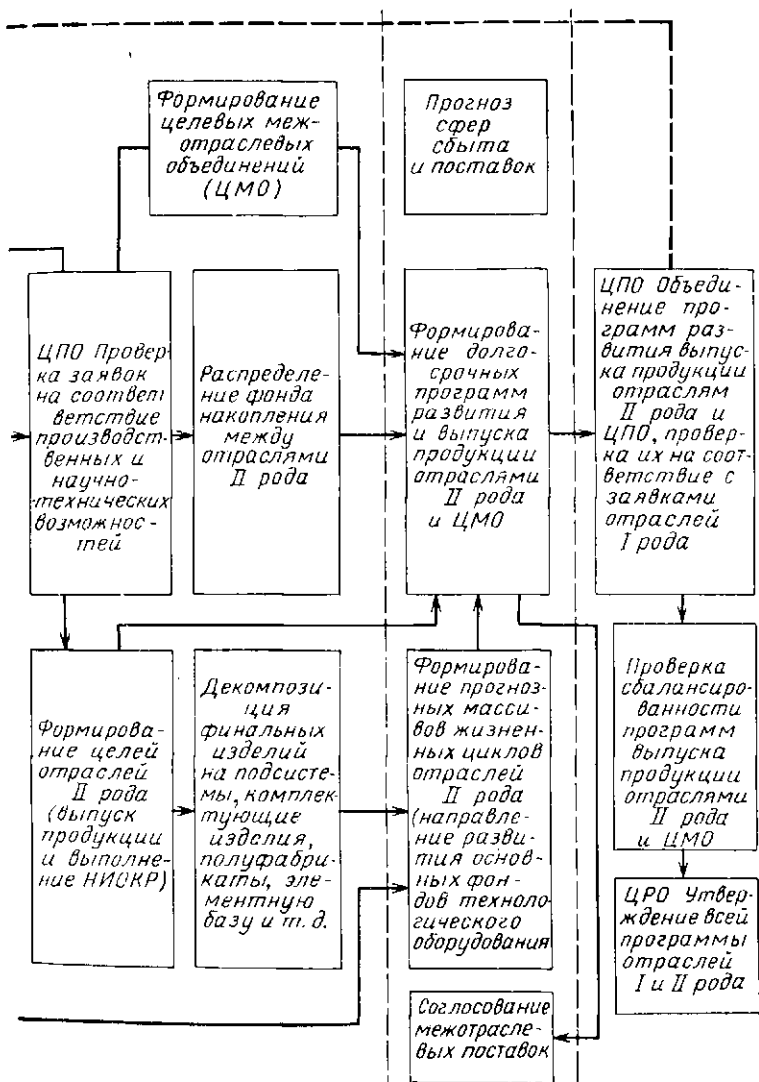 Формирование
целевых меж-
отраслевых
объединений
(ЦМО)
Прогноз
сфер
сбыта
и поставок
ЦПО Провер-
ка заявок
на соответ
ветствие
производст-
венных и
научно-
технических
возможнос-
тей
Распределе-
ние фонда
накопления
между
отраслями
II рода
Формирова-
ние долго-
срочных
программ
развития
и выпуска
продукции
отраслями
II рода
и ЦМО
ЦПО Объеди-
нение про-
грамм раз-
вития выпус-
ка продукции
отраслям
II рода и
ЦПО, провер-
ка их на соот-
ветствие с
заявками
отраслей
I рода
Формирова-
ние целей
отраслей
II рода
(выпуск
продукции
и выполне-
ние НИОКР)
Декомпози-
ция
финальных
изделий
на подсисте-
мы, комплек-
тующие
изделия,
полуфабри-
каты, эле-
ментную
базу и т. д.
Формирова-
ние прогноз-
ных масси-
вов жизнен-
ных циклов
отраслей
II рода
(направле-
ние разви-
тия основ-
ных фон-
дов техноло-
гического
оборудования
Проверка
сбалансиро-
ванности
программ
выпуска
продукции
отраслями
II рода
и ЦМО
ЦРО Утвер-
ждение всей
программы
отраслей
I и II рода
Соглосование
межотрасле-
вых поставок